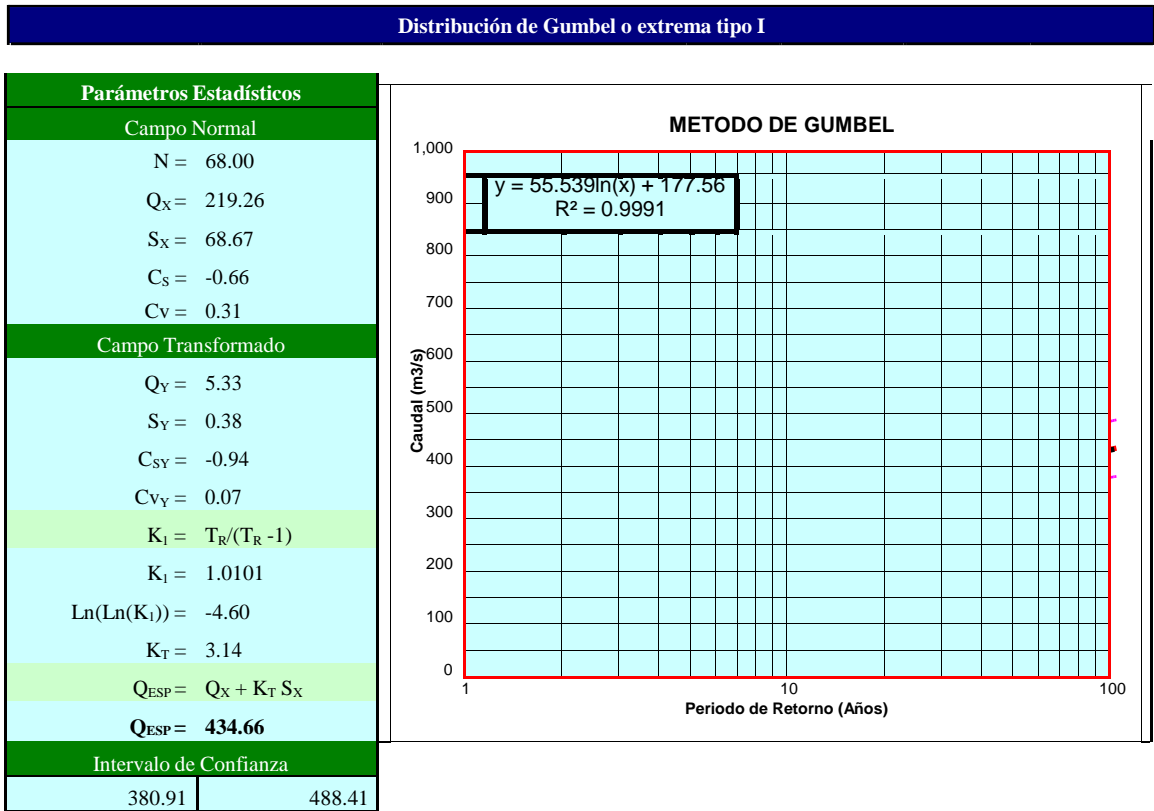 Distribución de Gumbel o extrema tipo I
Parámetros Estadísticos
Campo Normal
N = 68.00
QX = 219.26
SX = 68.67
CS = -0.66
Cv = 0.31
Campo Transformado
QY = 5.33
SY = 0.38
CSY = -0.94
CvY = 0.07
K1 = TR/(TR -1)
K1 = 1.0101
Ln(Ln(K1)) = -4.60
KT = 3.14
QESP = QX + KT SX
QESP = 434.66
Intervalo de Confianza
380.91 488.41
METODO DE GUMBEL
y = 55.539ln(x) + 177.56
R² = 0.9991
1,000
900
800
700
600
500
400
300
200
100
0
Caudal (m3/s)
1 10 100
Periodo de Retorno (Años)